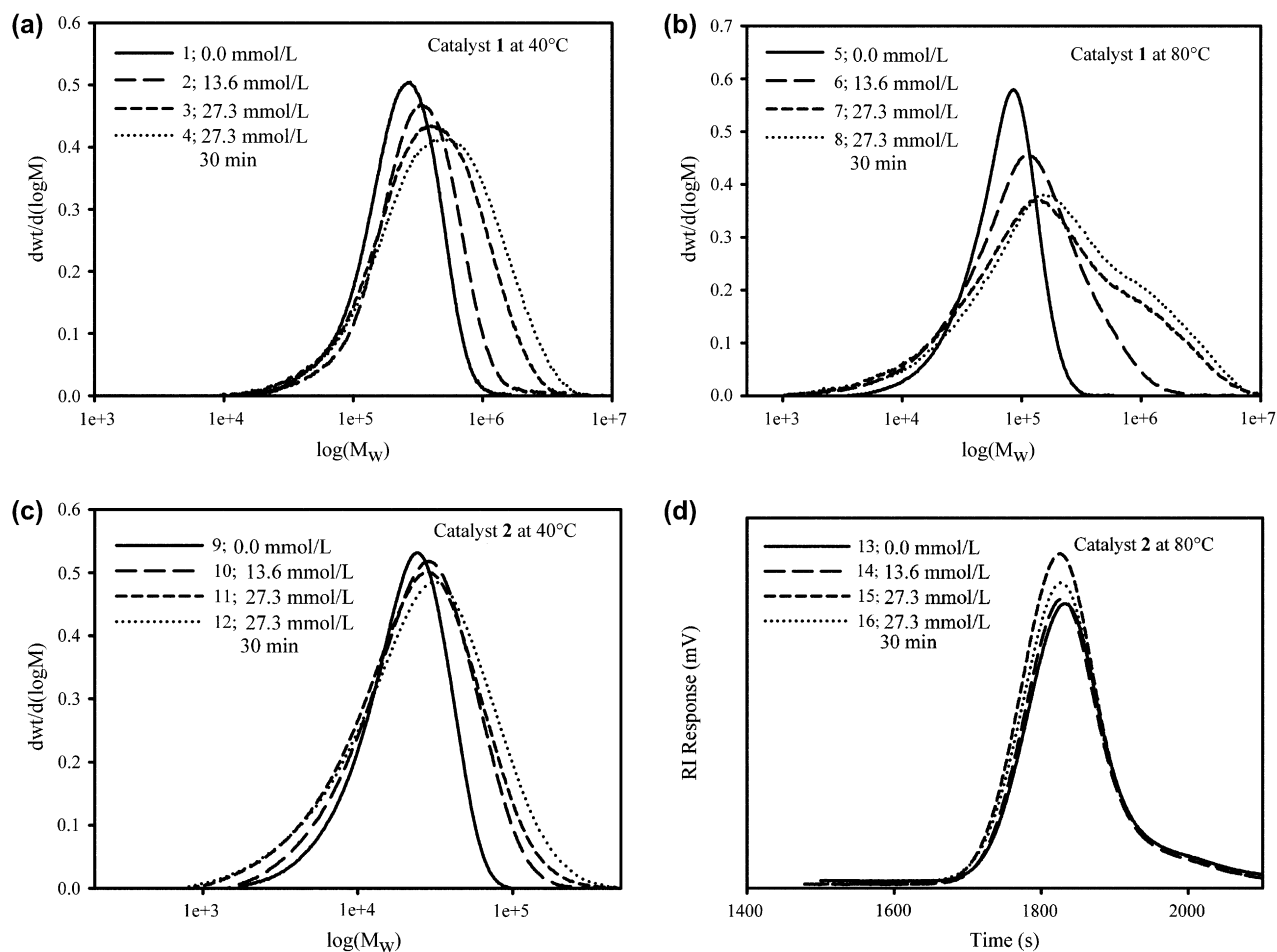 (a)
0.6
0.5
0.4
0.3
0.2
0.1
0.0
dwt/d(logM)
1; 0.0 mmol/L
2; 13.6 mmol/L
3; 27.3 mmol/L
4; 27.3 mmol/L
30 min
Catalyst 1 at 40°C
1e+3 1e+4 1e+5 1e+6 1e+7
log(MW)
(b)
0.7
0.6
0.5
0.4
0.3
0.2
0.1
0.0
dwt/d(logM)
5; 0.0 mmol/L
6; 13.6 mmol/L
7; 27.3 mmol/L
8; 27.3 mmol/L
30 min
Catalyst 1 at 80°C
1e+3 1e+4 1e+5 1e+6 1e+7
log(MW)
(c)
0.6
0.5
0.4
0.3
0.2
0.1
0.0
dwt/d(logM)
9; 0.0 mmol/L
10; 13.6 mmol/L
11; 27.3 mmol/L
12; 27.3 mmol/L
30 min
Catalyst 2 at 40°C
1e+3 1e+4 1e+5
log(MW)
(d)
RI Response (mV)
13; 0.0 mmol/L
14; 13.6 mmol/L
15; 27.3 mmol/L
16; 27.3 mmol/L
30 min
Catalyst 2 at 80°C
1400 1600 1800 2000
Time (s)